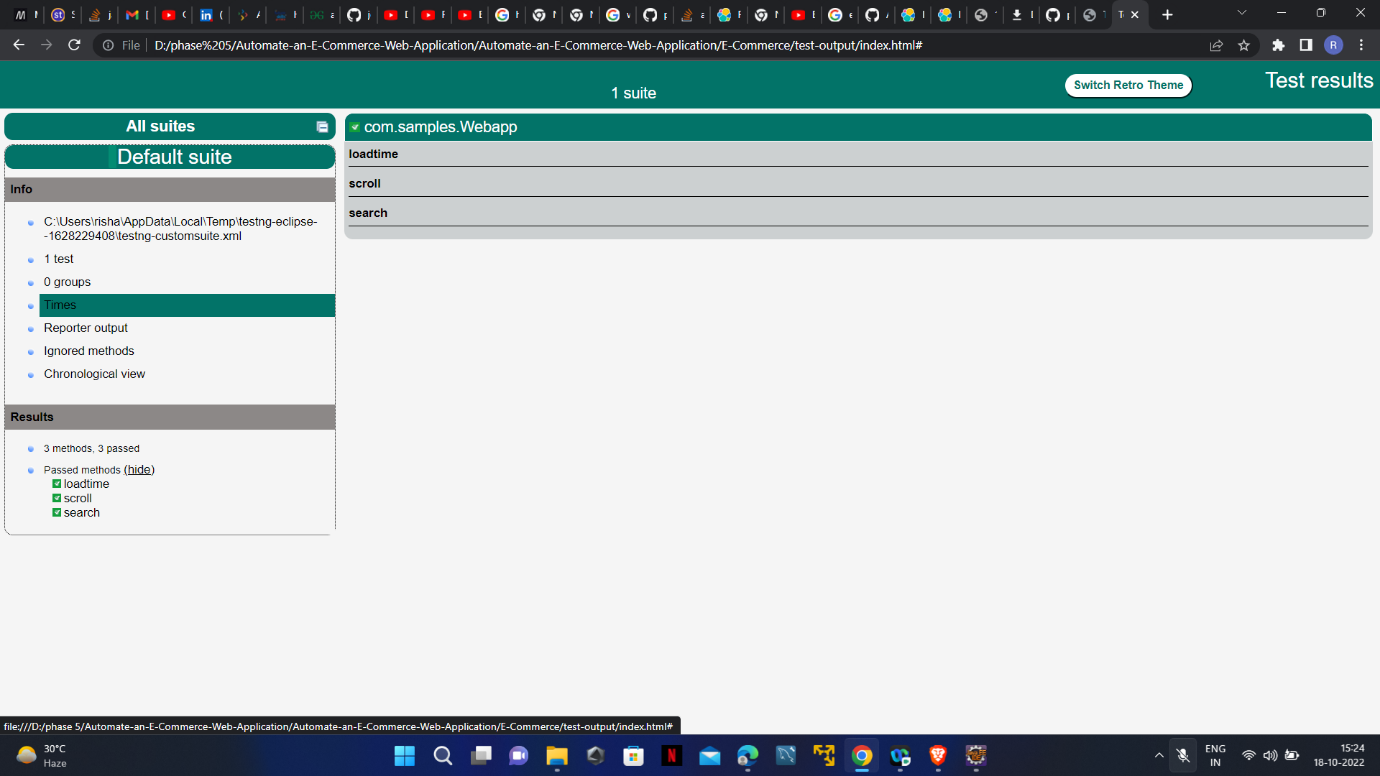 File
D:/phase%205/Automate-an-E-Commerce-Web-Application/Automate-an-E-Commerce-Web-Application/E-Commerce/test-output/index.html#
R
1 suite
Switch Retro Theme
Test results
All suites
Default suite
Info
C:\Users\risha\AppData\Local\Temp\testng-eclipse-
-1628229408\testng-customsuite.xml
1 test
0 groups
Times
Reporter output
Ignored methods
Chronological view
Results
3 methods, 3 passed
Passed methods (hide)
loadtime
scroll
search
com.samples.Webapp
loadtime
scroll
search
file:///D:/phase 5/Automate-an-E-Commerce-Web-Application/Automate-an-E-Commerce-Web-Application/E-Commerce/test-output/index.html#
30°C
Haze
ENG
IN
15:24
18-10-2022